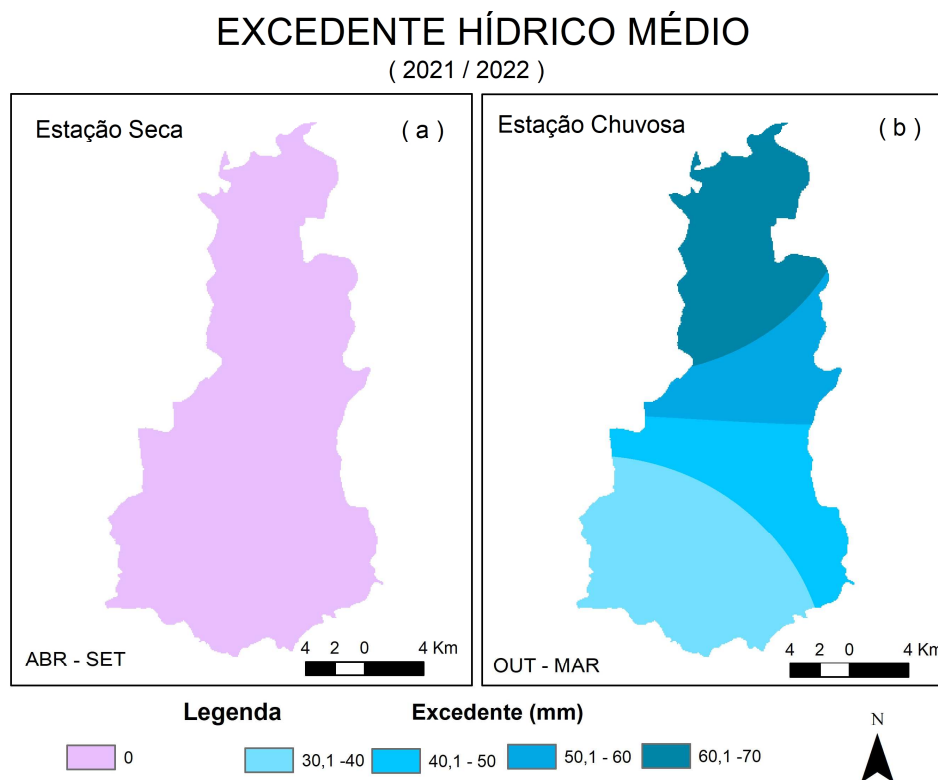 EXCEDENTE HÍDRICO MÉDIO
( 2021 / 2022 )
Estação Seca
( a )
ABR - SET
4 2 0 4 Km
Estação Chuvosa
( b )
OUT - MAR
4 2 0 4 Km
Legenda
Excedente (mm)
0
30,1 -40
40,1 - 50
50,1 - 60
60,1 -70
N